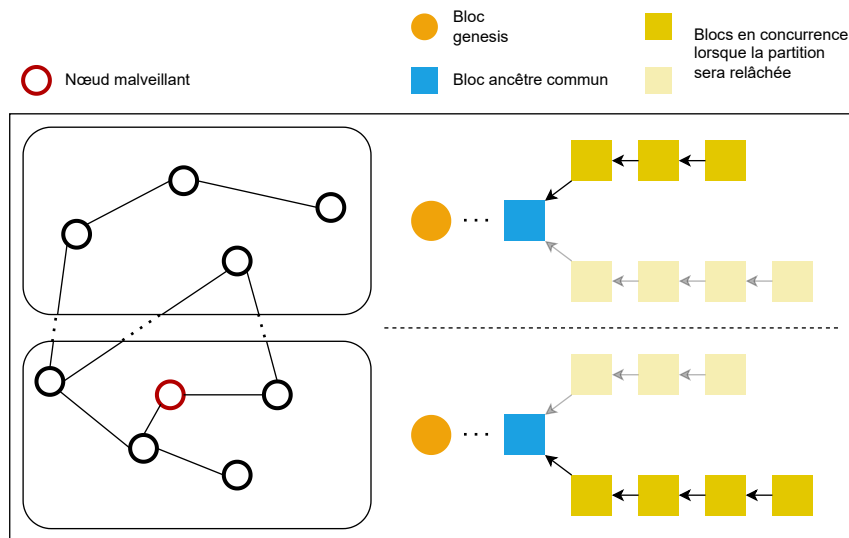 Nœud malveillant
Bloc
genesis
Bloc ancêtre commun
Blocs en concurrence
lorsque la partition
sera relâchée